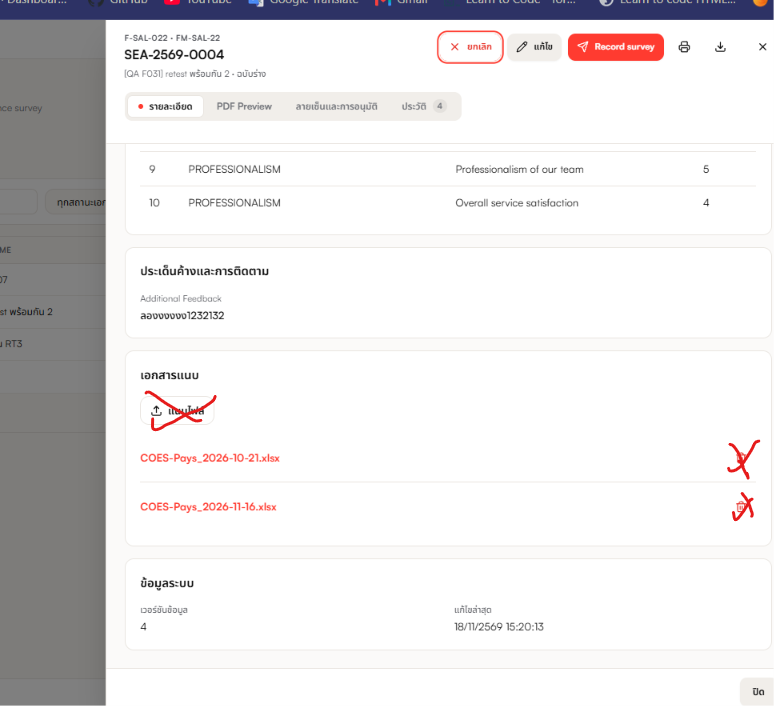 Dashboar...
GitHub
YouTube
Google Translate
Gmail
Learn to Code - for...
Learn to code HTML...
F-SAL-022 • FM-SAL-22
SEA-2569-0004
[QA F031] retest พร้อมกัน 2 • ฉบับร่าง
ยกเลิก
แก้ไข
Record survey
รายละเอียด
PDF Preview
ลายเซ็นและการอนุมัติ
ประวัติ 4
nce survey
ทุกสถานะเอก
ME
07
st พร้อมกัน 2
RT3
9 PROFESSIONALISM Professionalism of our team 5
10 PROFESSIONALISM Overall service satisfaction 4
ประเด็นค้างและการติดตาม
Additional Feedback
ลองงงงงง1232132
เอกสารแนบ
แนบไฟล์
COES-Pays_2026-10-21.xlsx
COES-Pays_2026-11-16.xlsx
ข้อมูลระบบ
เวอร์ชันข้อมูล
4
แก้ไขล่าสุด
18/11/2569 15:20:13
ปิด